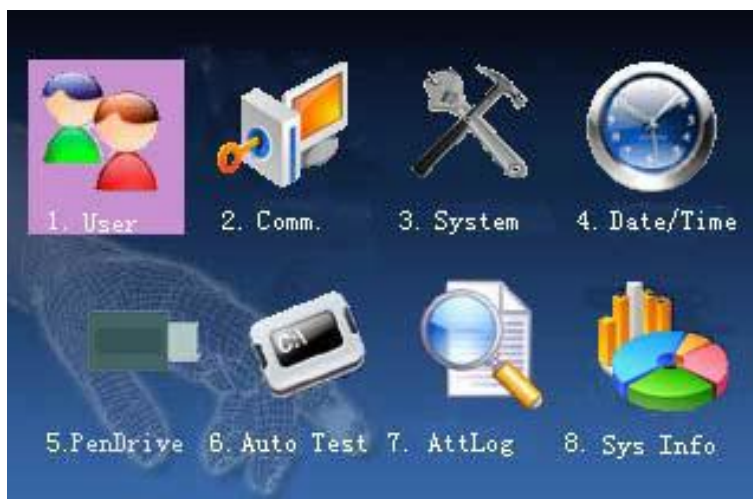 1. User
2. Comm.
3. System
4. Date/Time
5.PenDrive
C:\
6. Auto Test
7. AttLog
8. Sys Info